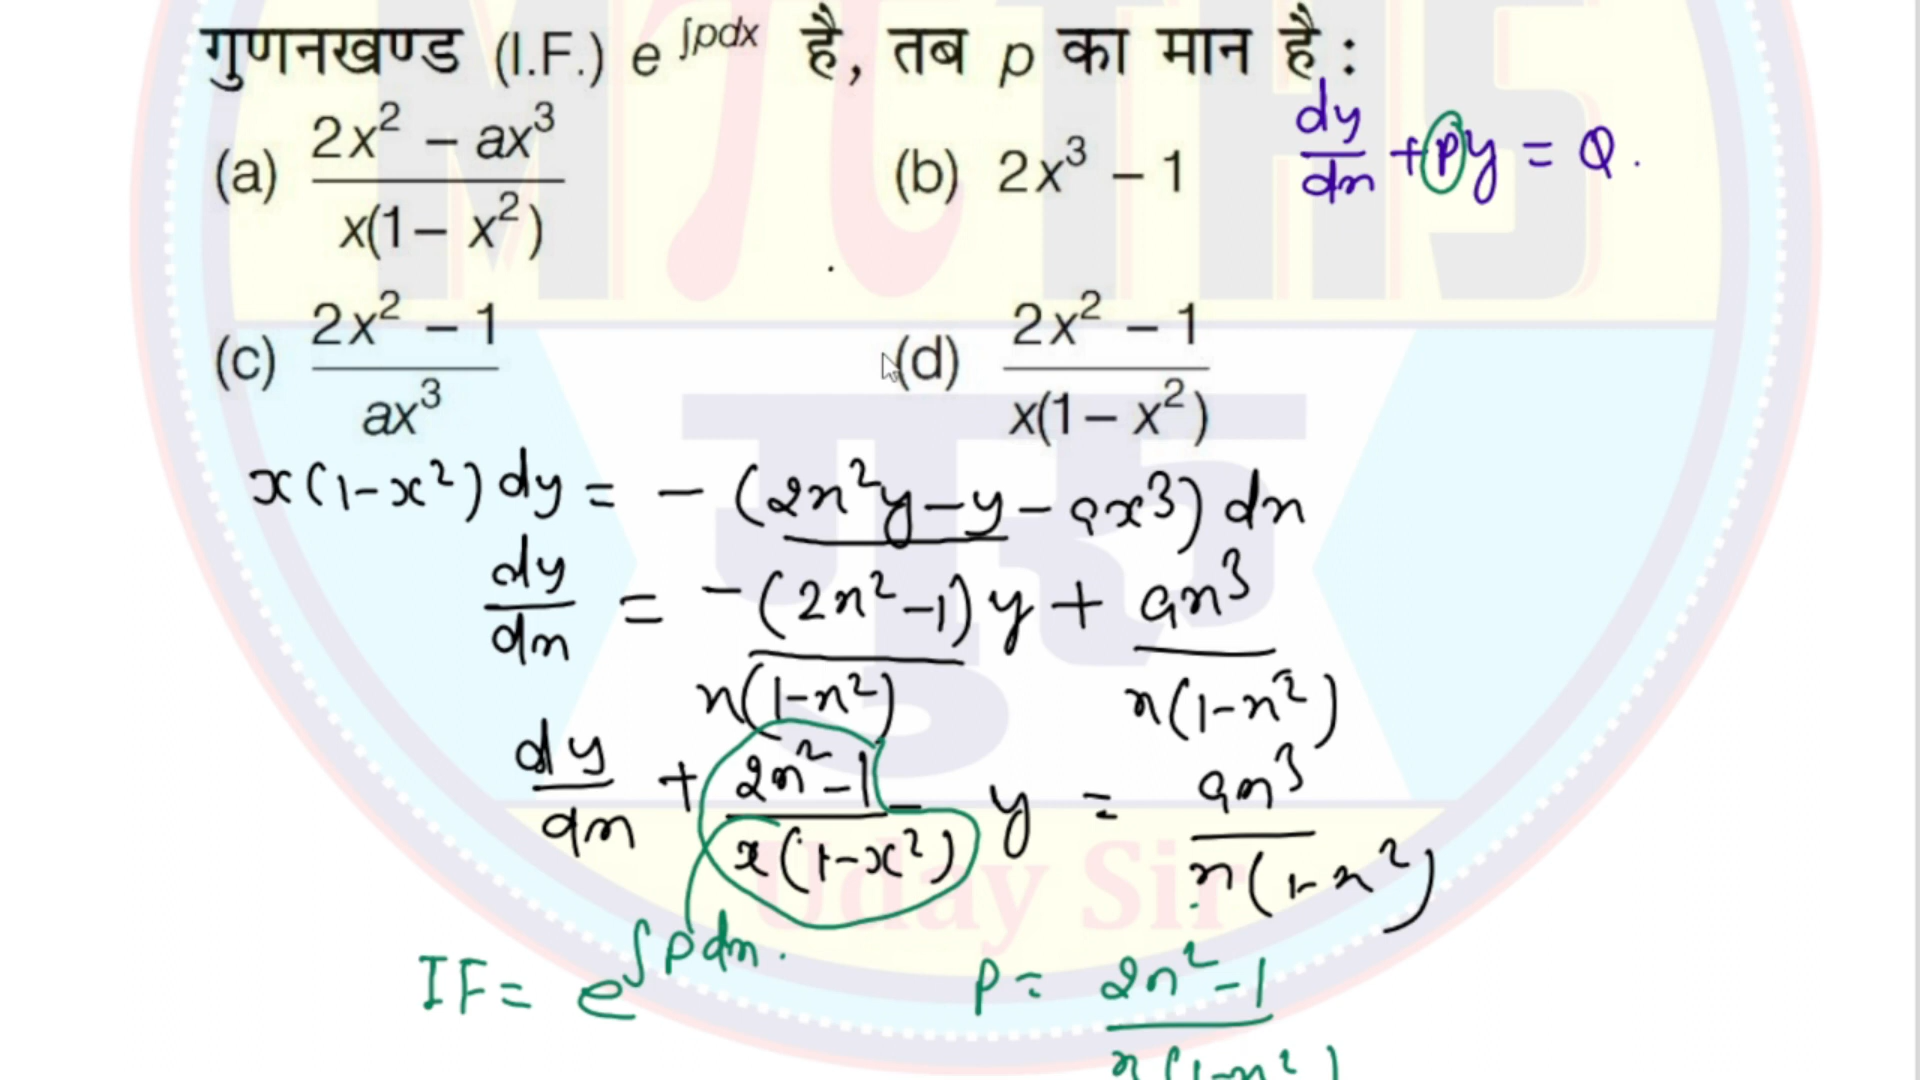 गुणनखण्ड (I.F.) e^∫pdx है, तब p का मान है :
(a) (2x² − ax³)/(x(1− x²))
(b) 2x³ − 1
dy/dx + py = Q.
(c) (2x² − 1)/(ax³)
(d) (2x² − 1)/(x(1− x²))
x(1-x²) dy = -(2x²y-y-ax³) dx
dy/dx = -(2x²-1)y/(x(1-x²)) + ax³/(x(1-x²))
dy/dx + (2x²-1)/(x(1-x²)) y = ax³/(x(1-x²))
IF = e^∫pdx.
P = (2x²-1)/(x(1-x²))
Uday Sir